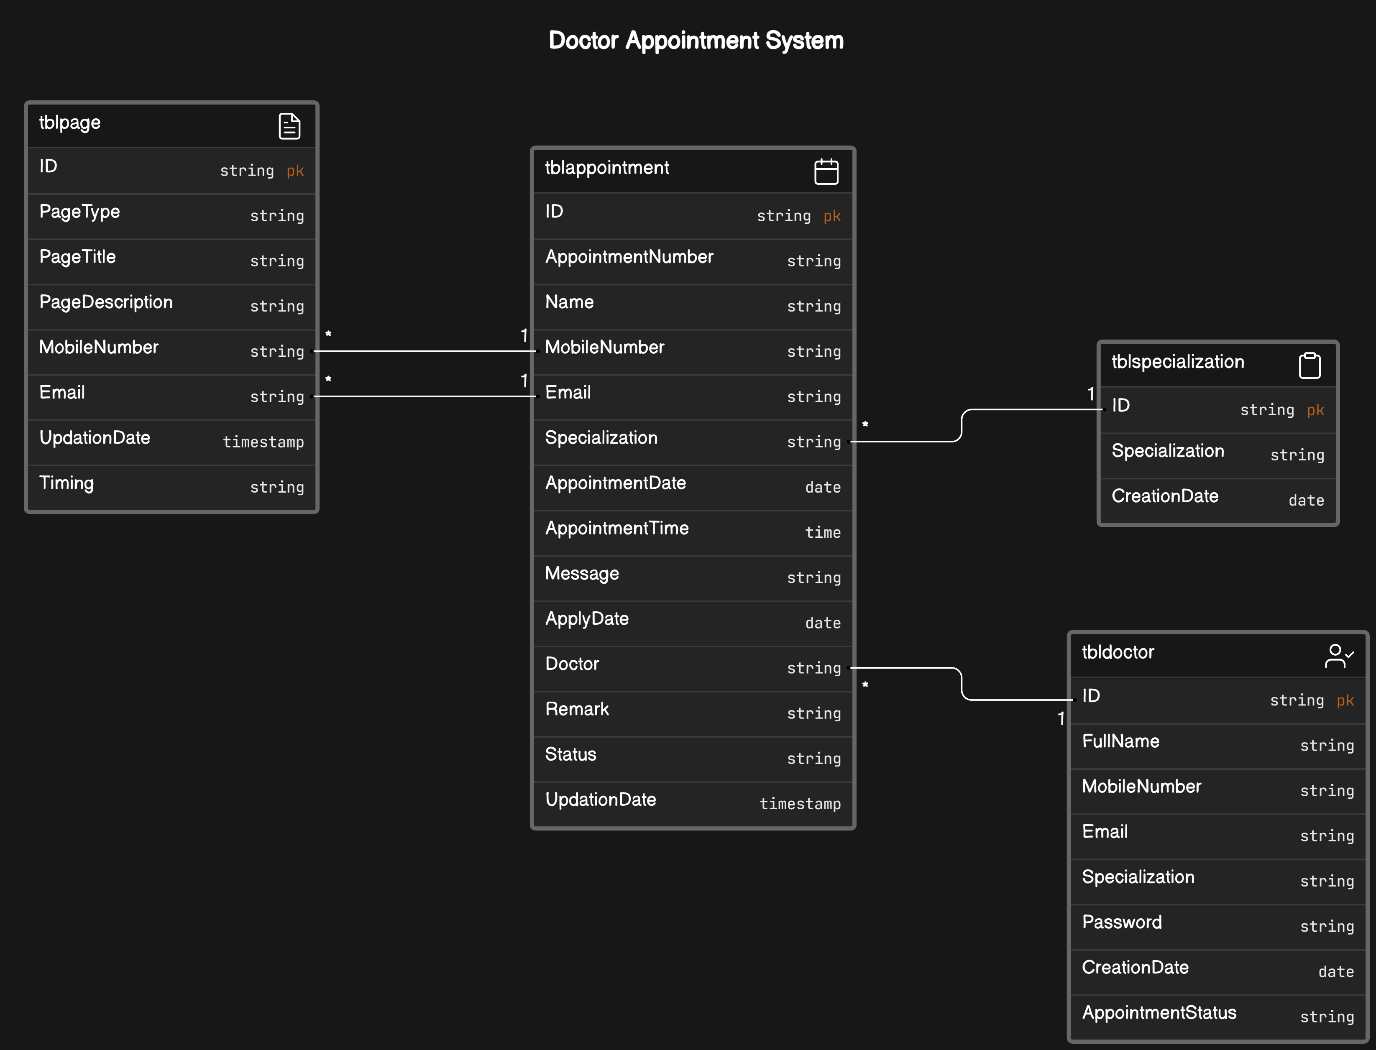 Doctor Appointment System
tblpage
ID string pk
PageType string
PageTitle string
PageDescription string
MobileNumber string
Email string
UpdationDate timestamp
Timing string
* 1
* 1
tblappointment
ID string pk
AppointmentNumber string
Name string
MobileNumber string
Email string
Specialization string
AppointmentDate date
AppointmentTime time
Message string
ApplyDate date
Doctor string
Remark string
Status string
UpdationDate timestamp
* 1
* 1
tblspecialization
ID string pk
Specialization string
CreationDate date
tbldoctor
ID string pk
FullName string
MobileNumber string
Email string
Specialization string
Password string
CreationDate date
AppointmentStatus string